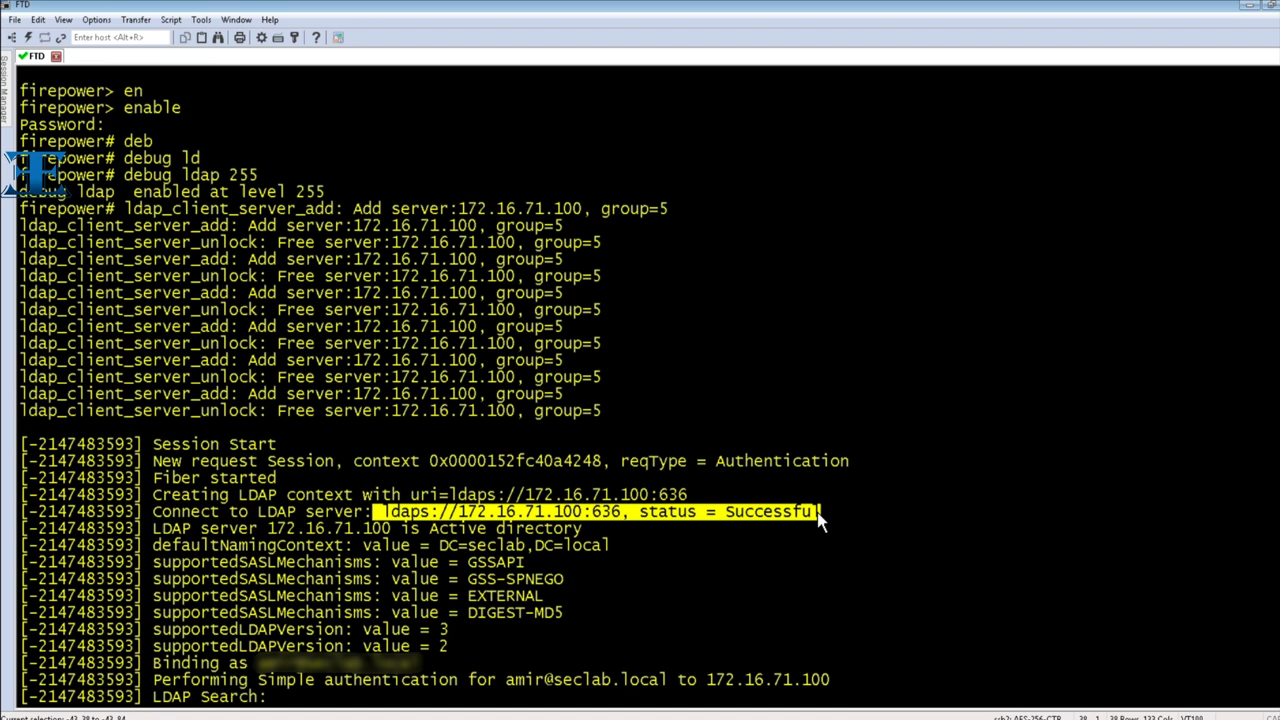 FTD
File Edit View Options Transfer Script Tools Window Help
Enter host <Alt+R>
FTD
Session Manager
firepower> en
firepower> enable
Password:
firepower# deb
firepower# debug ld
firepower# debug ldap 255
debug ldap  enabled at level 255
firepower# ldap_client_server_add: Add server:172.16.71.100, group=5
ldap_client_server_add: Add server:172.16.71.100, group=5
ldap_client_server_unlock: Free server:172.16.71.100, group=5
ldap_client_server_add: Add server:172.16.71.100, group=5
ldap_client_server_unlock: Free server:172.16.71.100, group=5
ldap_client_server_add: Add server:172.16.71.100, group=5
ldap_client_server_unlock: Free server:172.16.71.100, group=5
ldap_client_server_add: Add server:172.16.71.100, group=5
ldap_client_server_unlock: Free server:172.16.71.100, group=5
ldap_client_server_add: Add server:172.16.71.100, group=5
ldap_client_server_unlock: Free server:172.16.71.100, group=5
ldap_client_server_add: Add server:172.16.71.100, group=5
ldap_client_server_unlock: Free server:172.16.71.100, group=5
[-2147483593] Session Start
[-2147483593] New request Session, context 0x0000152fc40a4248, reqType = Authentication
[-2147483593] Fiber started
[-2147483593] Creating LDAP context with uri=ldaps://172.16.71.100:636
[-2147483593] Connect to LDAP server: ldaps://172.16.71.100:636, status = Successful
[-2147483593] LDAP server 172.16.71.100 is Active directory
[-2147483593] defaultNamingContext: value = DC=seclab,DC=local
[-2147483593] supportedSASLMechanisms: value = GSSAPI
[-2147483593] supportedSASLMechanisms: value = GSS-SPNEGO
[-2147483593] supportedSASLMechanisms: value = EXTERNAL
[-2147483593] supportedSASLMechanisms: value = DIGEST-MD5
[-2147483593] supportedLDAPVersion: value = 3
[-2147483593] supportedLDAPVersion: value = 2
[-2147483593] Binding as
[-2147483593] Performing Simple authentication for amir@seclab.local to 172.16.71.100
[-2147483593] LDAP Search: